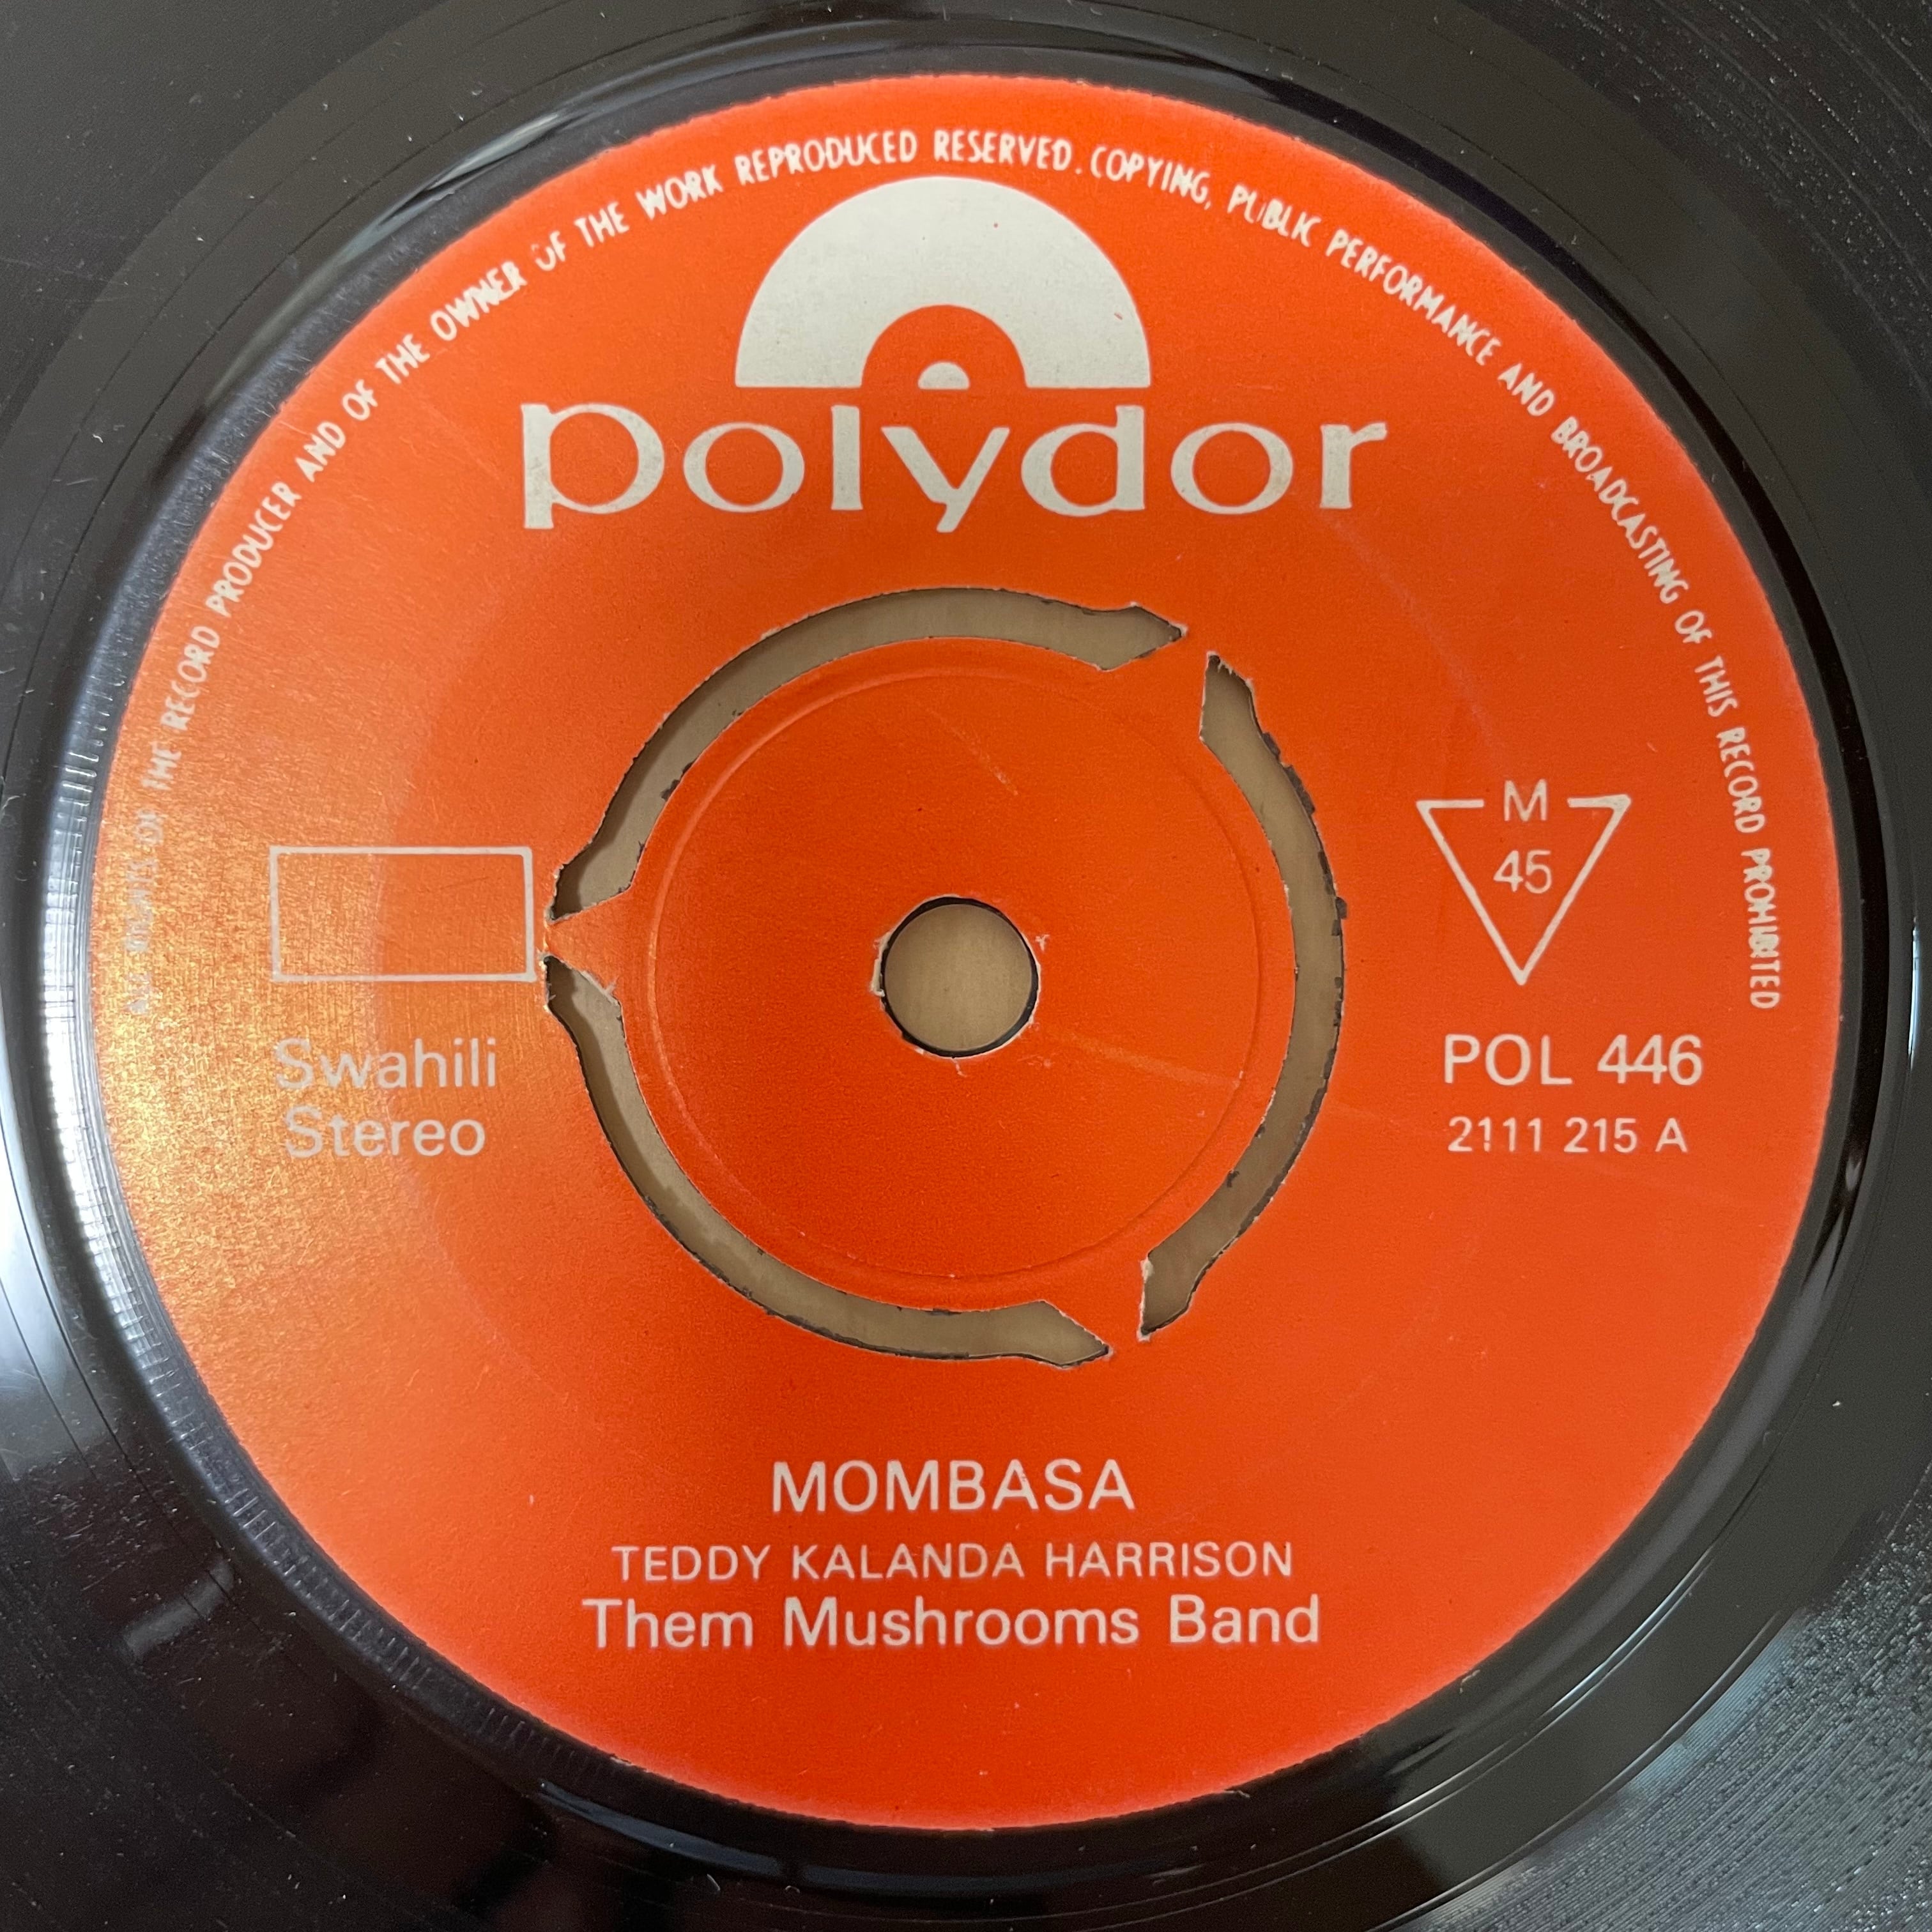 ALL RIGHTS OF THE RECORD PRODUCER AND OF THE OWNER OF THE WORK REPRODUCED RESERVED. COPYING, PUBLIC PERFORMANCE AND BROADCASTING OF THIS RECORD PROHIBITED
polydor
M
45
Swahili
Stereo
POL 446
2111 215 A
MOMBASA
TEDDY KALANDA HARRISON
Them Mushrooms Band